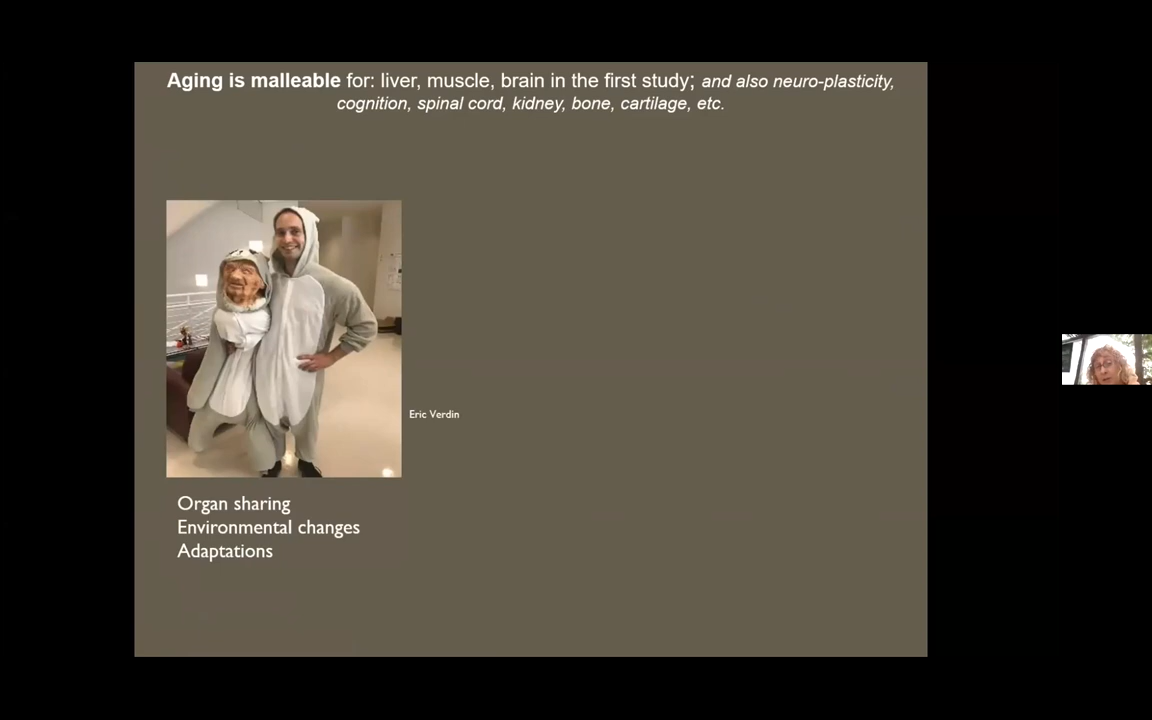 Aging is malleable for: liver, muscle, brain in the first study; and also neuro-plasticity,
cognition, spinal cord, kidney, bone, cartilage, etc.
Eric Verdin
Organ sharing
Environmental changes
Adaptations